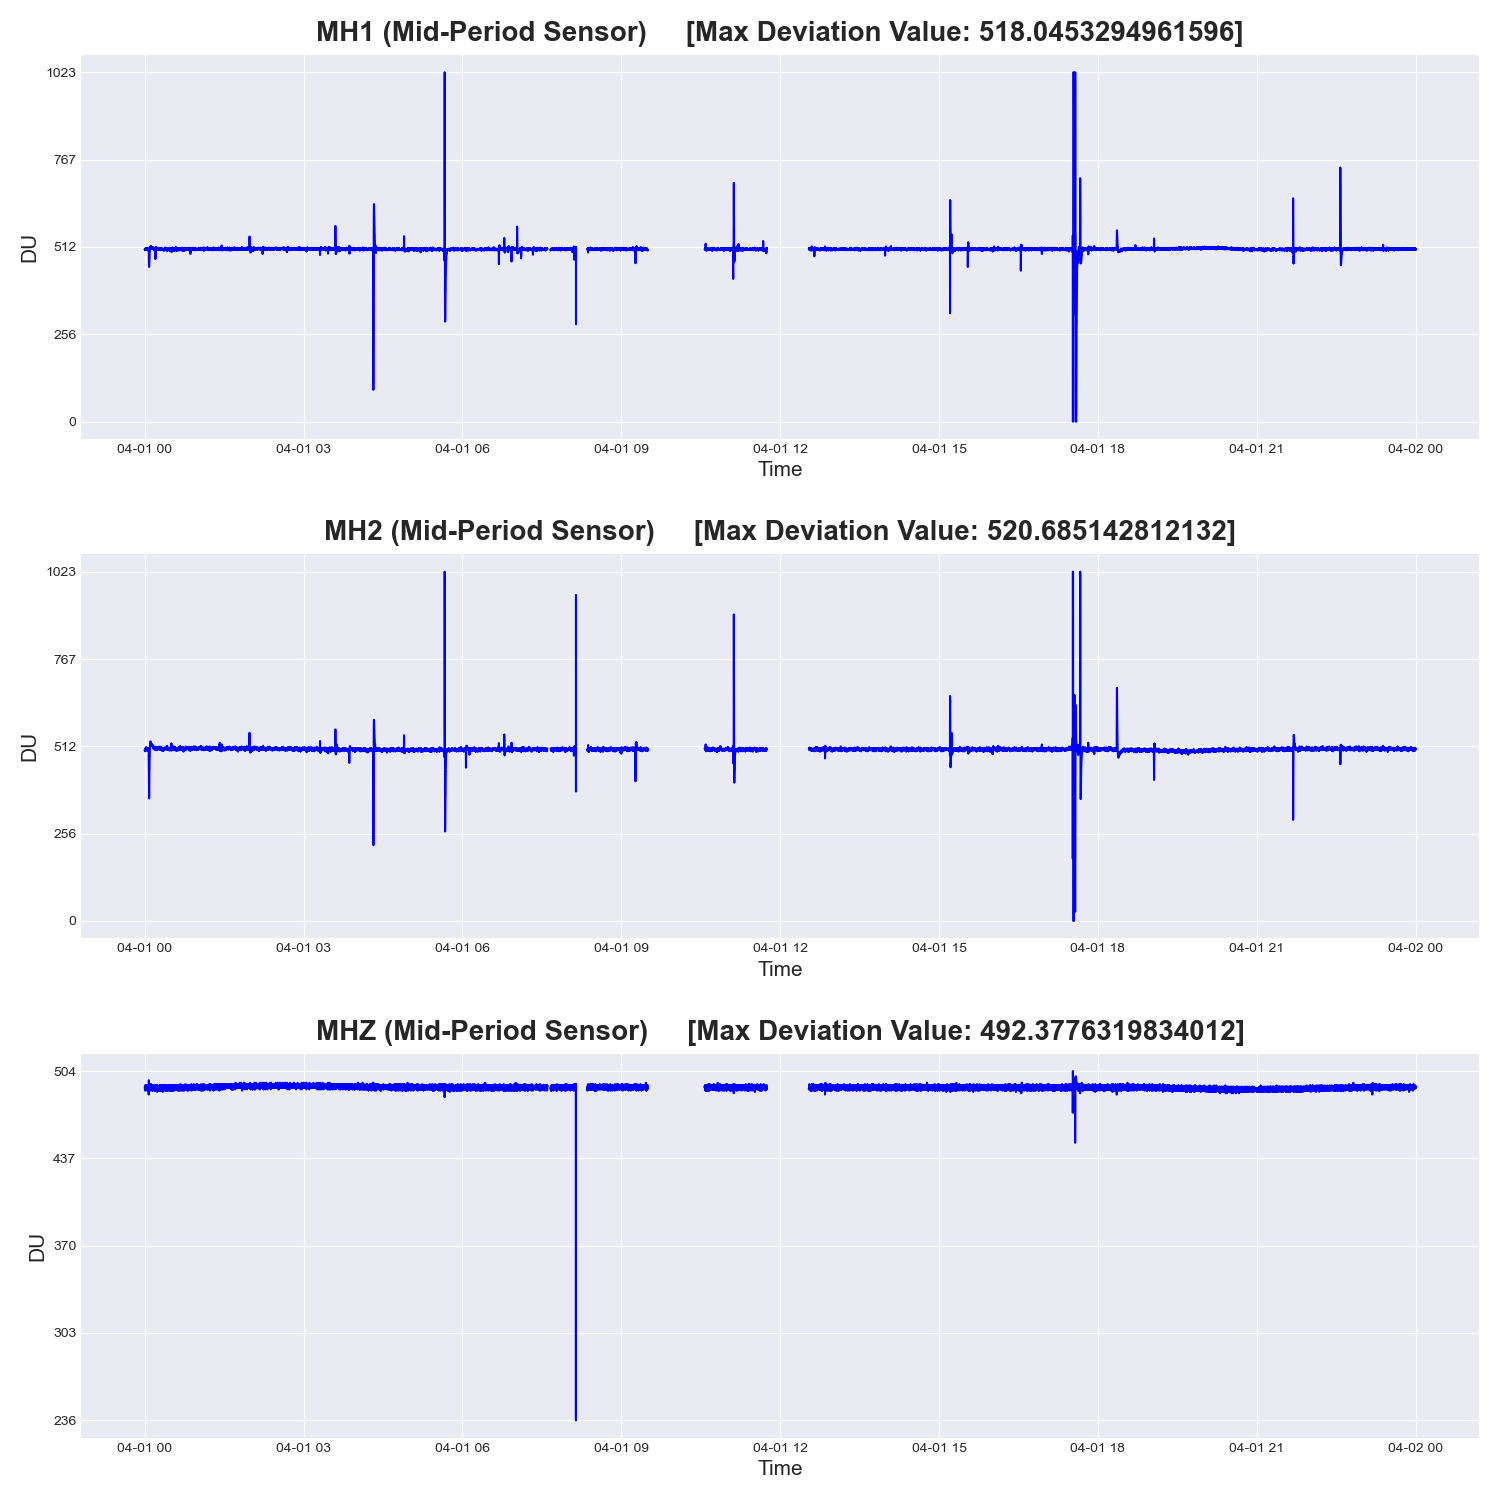 MH1 (Mid-Period Sensor) [Max Deviation Value: 518.0453294961596]
1023
767
512
256
0
DU
04-01 00 04-01 03 04-01 06 04-01 09 04-01 12 04-01 15 04-01 18 04-01 21 04-02 00
Time
MH2 (Mid-Period Sensor) [Max Deviation Value: 520.685142812132]
1023
767
512
256
0
DU
04-01 00 04-01 03 04-01 06 04-01 09 04-01 12 04-01 15 04-01 18 04-01 21 04-02 00
Time
MHZ (Mid-Period Sensor) [Max Deviation Value: 492.3776319834012]
504
437
370
303
236
DU
04-01 00 04-01 03 04-01 06 04-01 09 04-01 12 04-01 15 04-01 18 04-01 21 04-02 00
Time